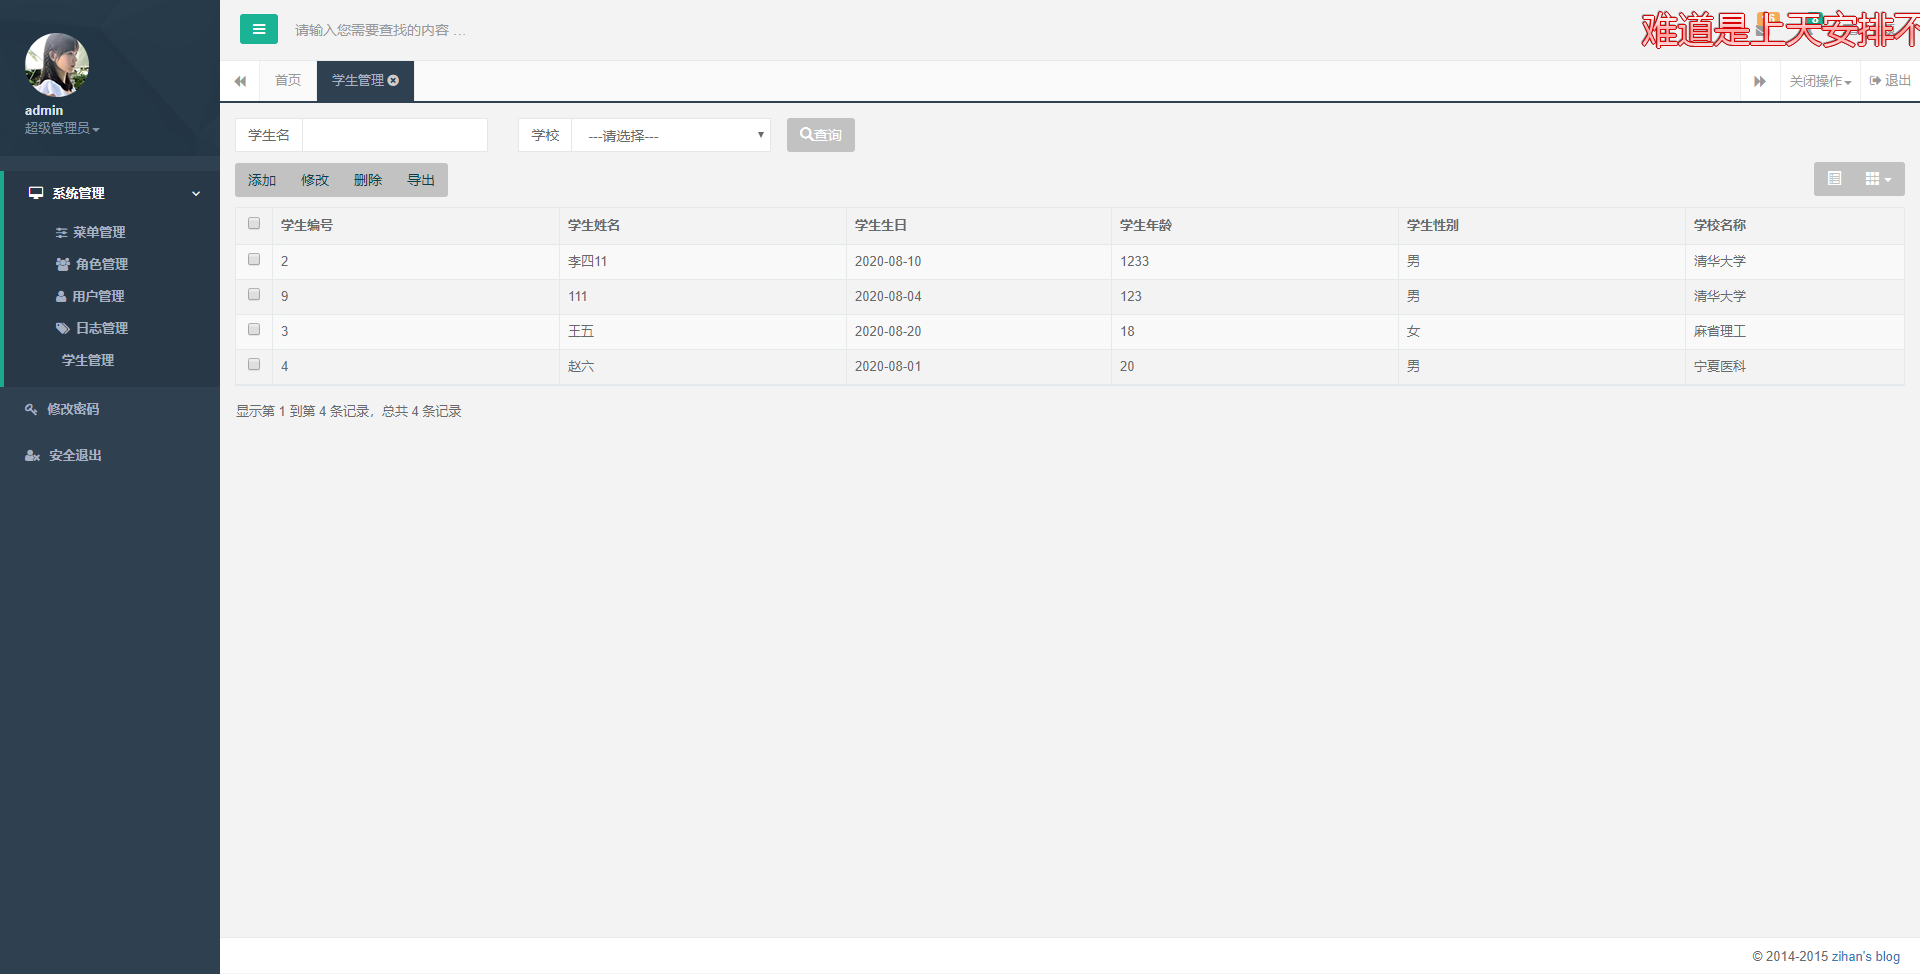 请输入您需要查找的内容 …
难道是上天安排不
admin
超级管理员
首页
学生管理
关闭操作
退出
系统管理
菜单管理
角色管理
用户管理
日志管理
学生管理
修改密码
安全退出
学生名
学校 ---请选择---
查询
添加 修改 删除 导出
学生编号 学生姓名 学生生日 学生年龄 学生性别 学校名称
2 李四11 2020-08-10 1233 男 清华大学
9 111 2020-08-04 123 男 清华大学
3 王五 2020-08-20 18 女 麻省理工
4 赵六 2020-08-01 20 男 宁夏医科
显示第 1 到第 4 条记录，总共 4 条记录
© 2014-2015 zihan's blog